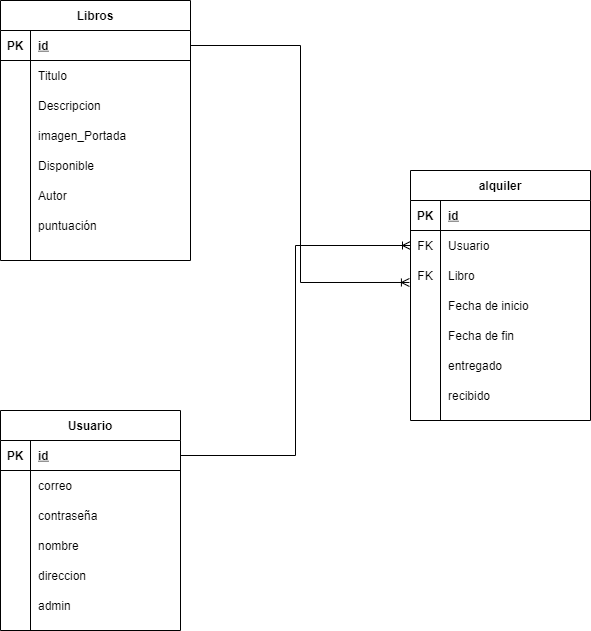 Libros
PK id
Titulo
Descripcion
imagen_Portada
Disponible
Autor
puntuación
alquiler
PK id
FK Usuario
FK Libro
Fecha de inicio
Fecha de fin
entregado
recibido
Usuario
PK id
correo
contraseña
nombre
direccion
admin